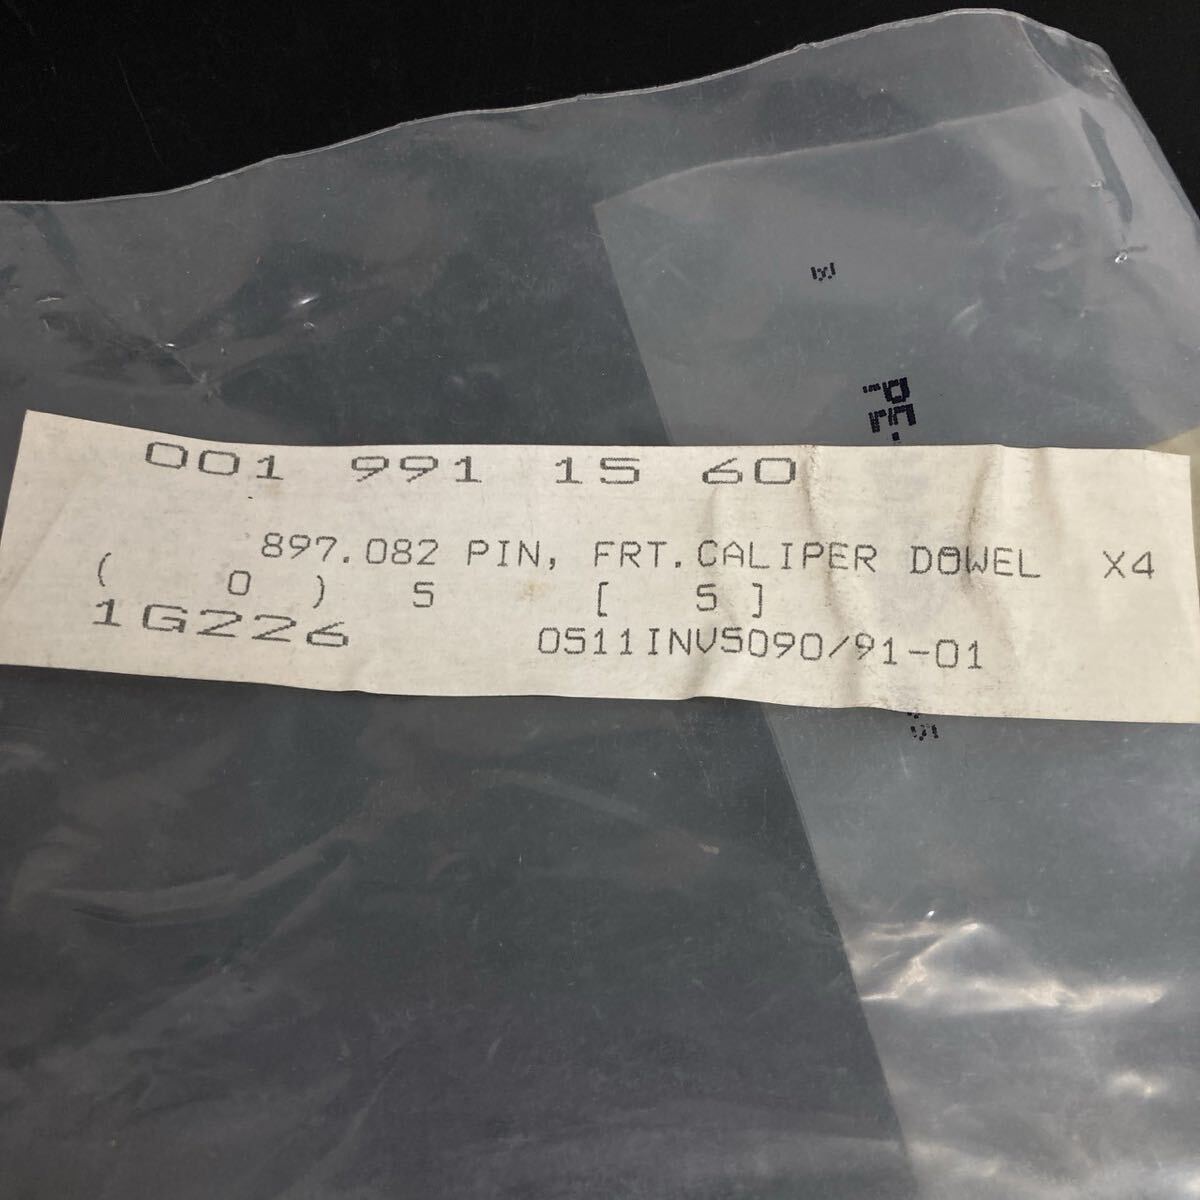 001 991 15 60
897.082 PIN, FRT.CALIPER DOWEL X4
( 0 ) 5 [ 5 ]
1G226 0511INV5090/91-01